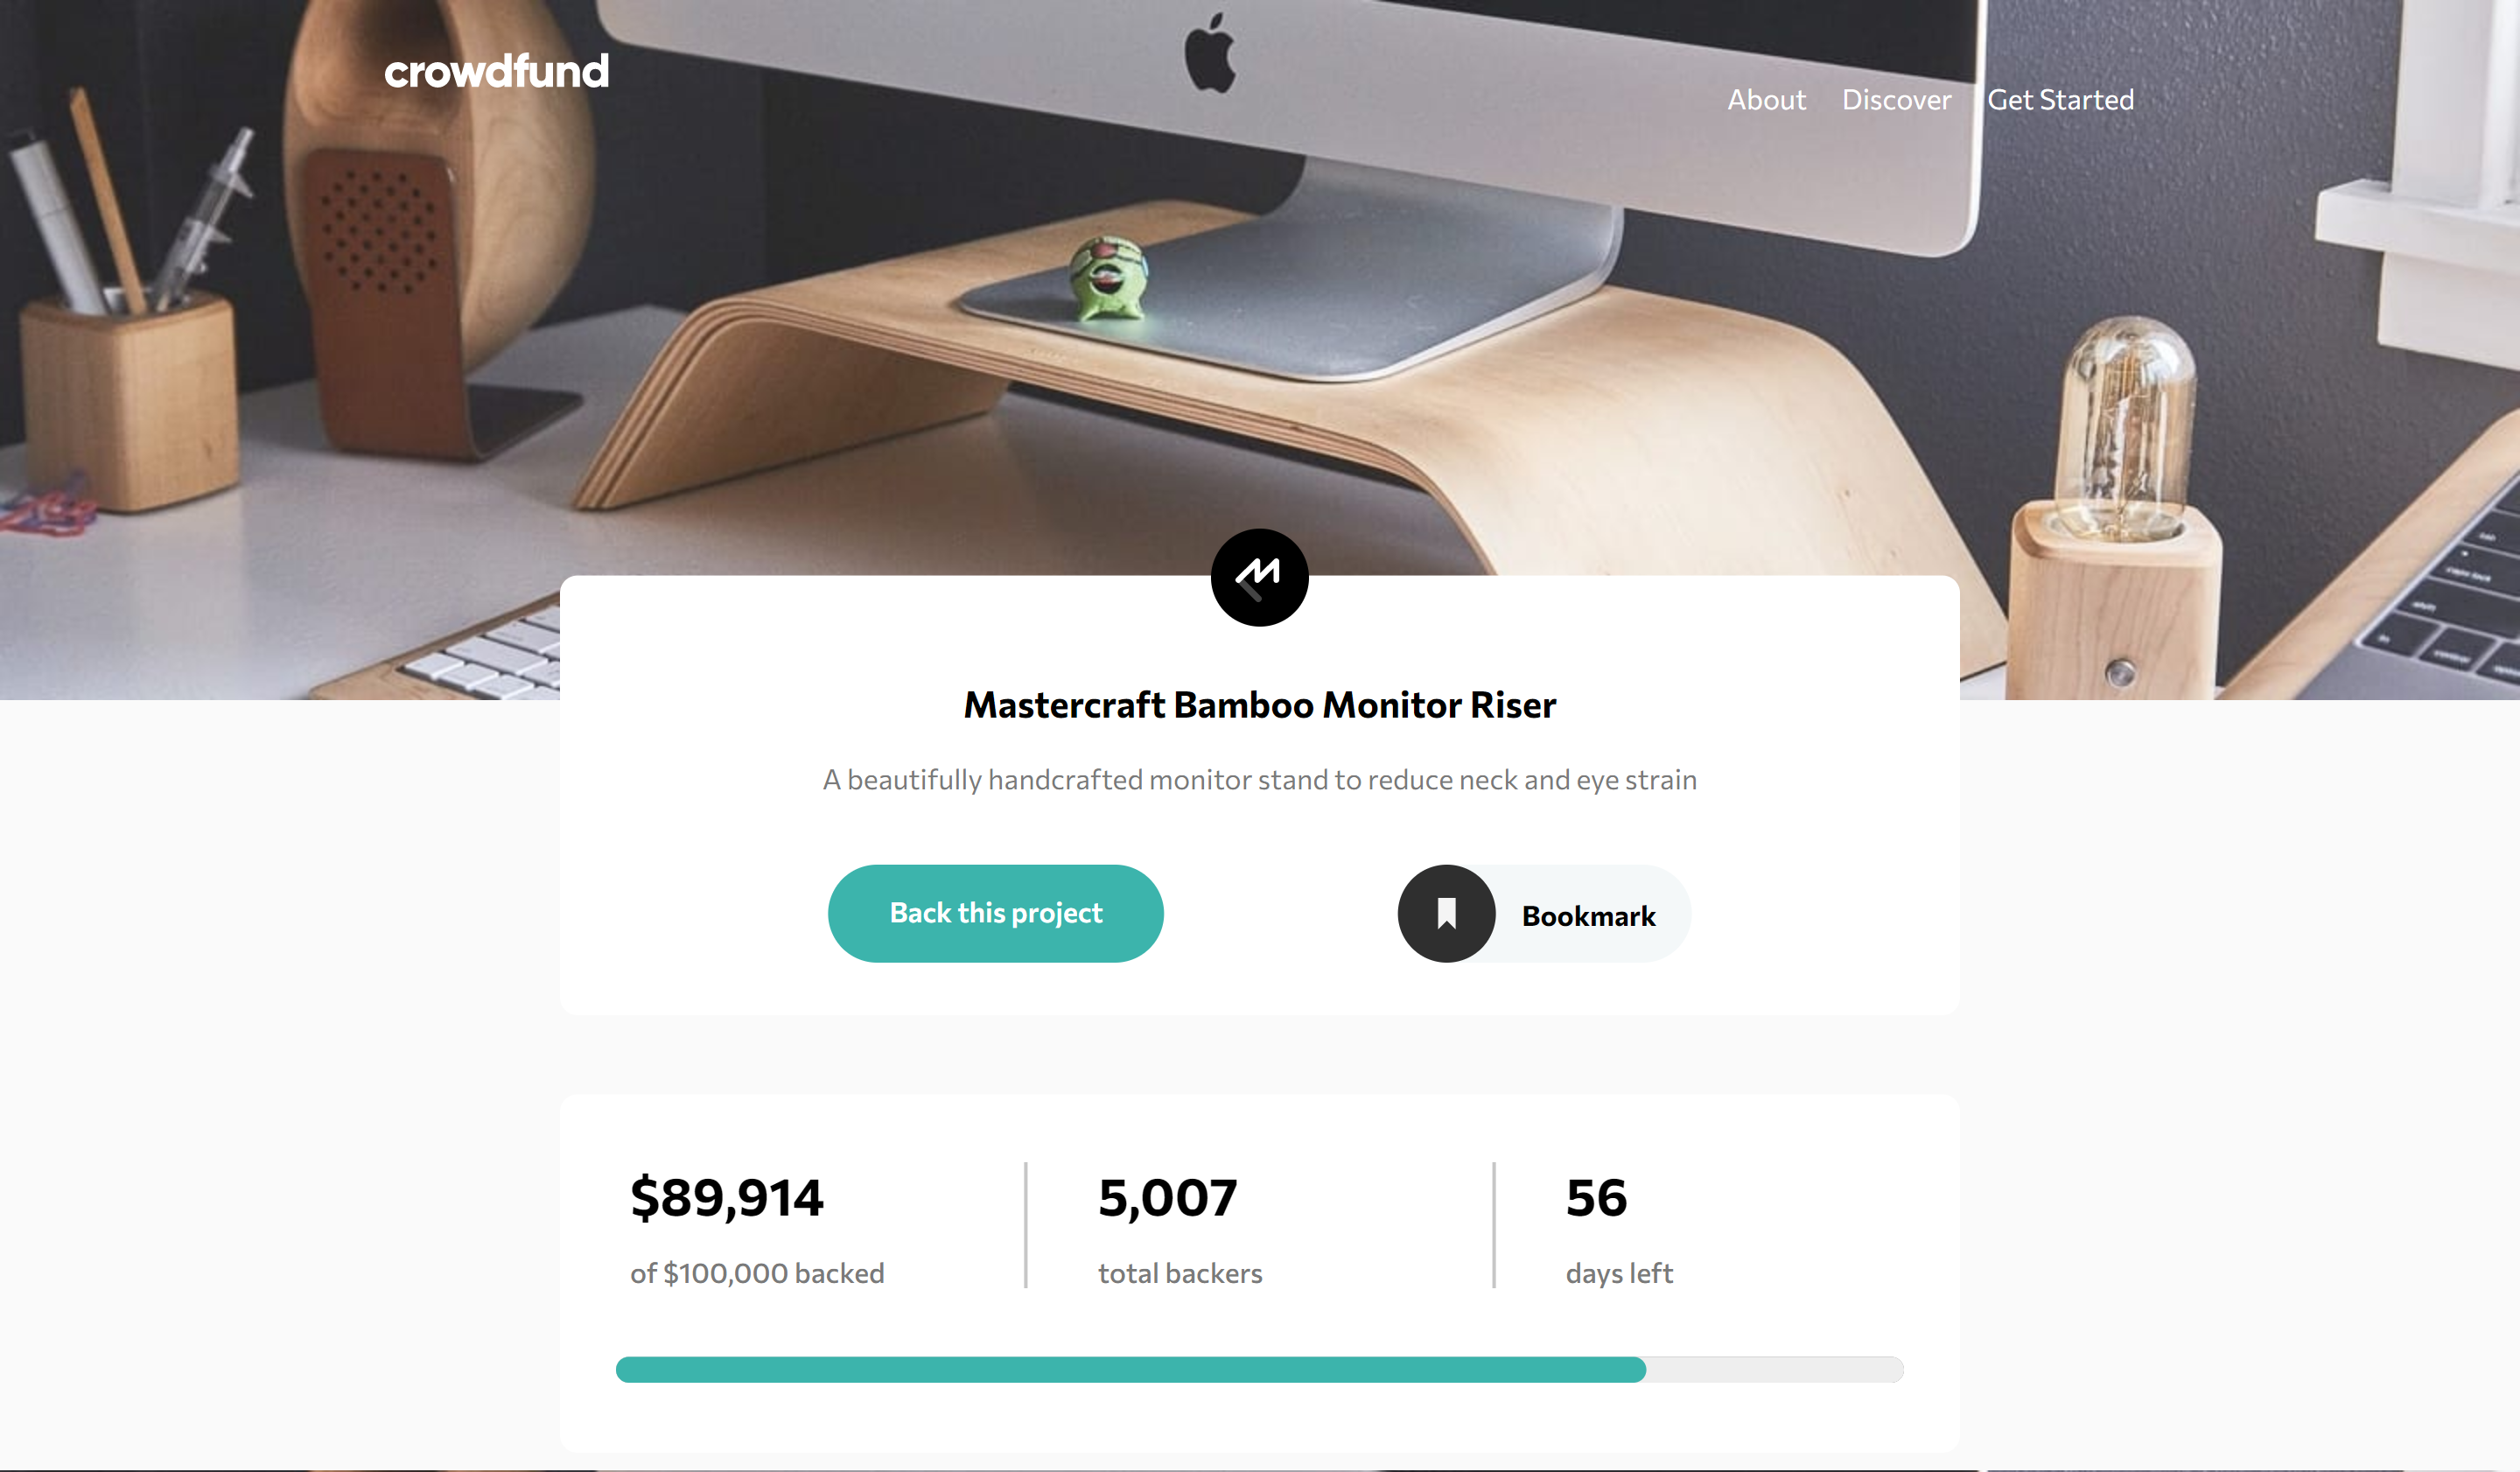 crowdfund
About Discover Get Started
Mastercraft Bamboo Monitor Riser
A beautifully handcrafted monitor stand to reduce neck and eye strain
Back this project
Bookmark
$89,914
of $100,000 backed
5,007
total backers
56
days left